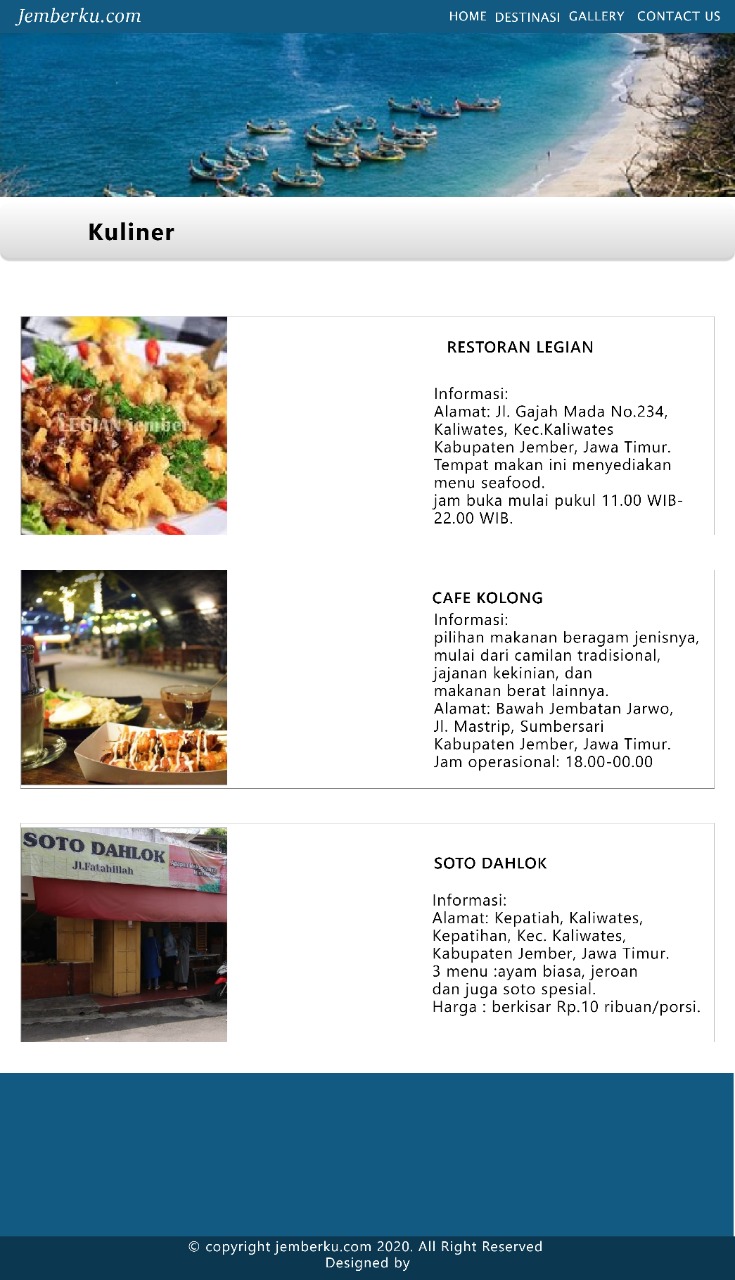 Jemberku.com
HOME DESTINASI GALLERY CONTACT US
Kuliner
LEGIAN Jember
RESTORAN LEGIAN
Informasi:
Alamat: Jl. Gajah Mada No.234,
Kaliwates, Kec.Kaliwates
Kabupaten Jember, Jawa Timur.
Tempat makan ini menyediakan
menu seafood.
jam buka mulai pukul 11.00 WIB-
22.00 WIB.
CAFE KOLONG
Informasi:
pilihan makanan beragam jenisnya,
mulai dari camilan tradisional,
jajanan kekinian, dan
makanan berat lainnya.
Alamat: Bawah Jembatan Jarwo,
Jl. Mastrip, Sumbersari
Kabupaten Jember, Jawa Timur.
Jam operasional: 18.00-00.00
SOTO DAHLOK
Jl.Fatahillah
SOTO DAHLOK
Informasi:
Alamat: Kepatiah, Kaliwates,
Kepatihan, Kec. Kaliwates,
Kabupaten Jember, Jawa Timur.
3 menu :ayam biasa, jeroan
dan juga soto spesial.
Harga : berkisar Rp.10 ribuan/porsi.
© copyright jemberku.com 2020. All Right Reserved
Designed by